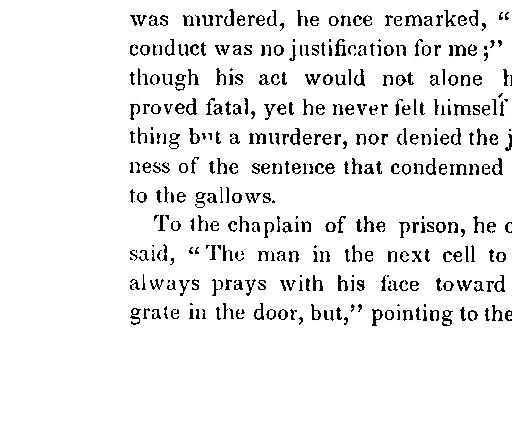 was murdered, he once remarked, "
conduct was no justification for me;"
though his act would not alone
proved fatal, yet he never felt himself
thing but a murderer, nor denied the
ness of the sentence that condemned
to the gallows.
To the chaplain of the prison, he
said, "The man in the next cell to
always prays with his face toward
grate in the door, but," pointing to the